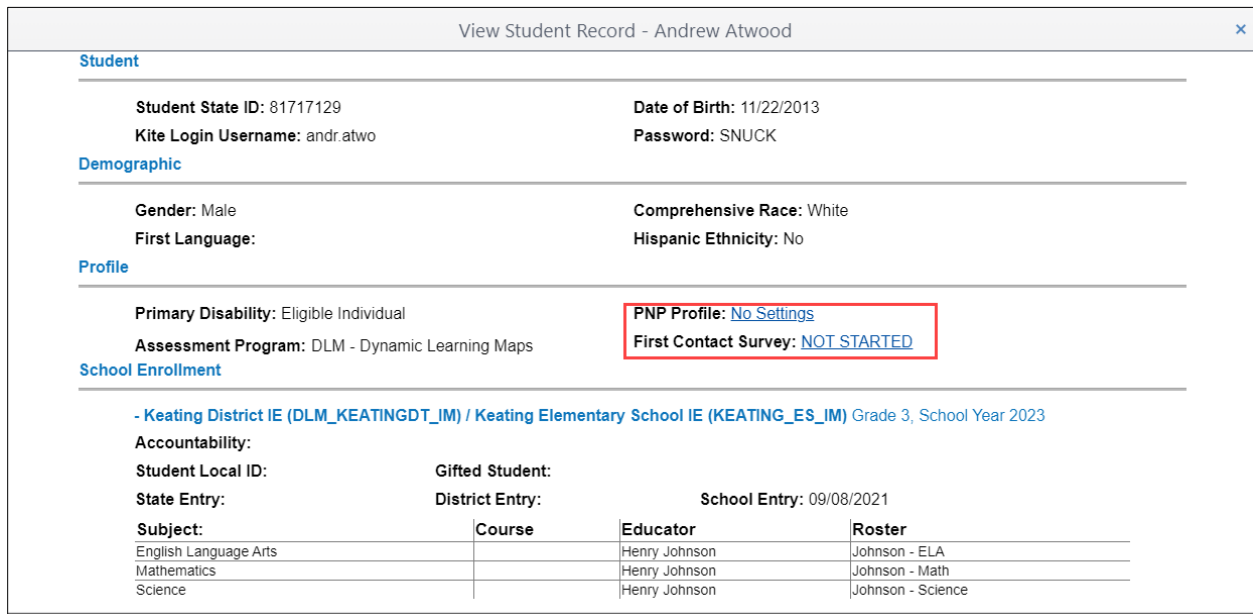 View Student Record - Andrew Atwood ×
Student
Student State ID: 81717129 Date of Birth: 11/22/2013
Kite Login Username: andr.atwo Password: SNUCK
Demographic
Gender: Male Comprehensive Race: White
First Language: Hispanic Ethnicity: No
Profile
Primary Disability: Eligible Individual PNP Profile: No Settings
Assessment Program: DLM - Dynamic Learning Maps First Contact Survey: NOT STARTED
School Enrollment
- Keating District IE (DLM_KEATINGDT_IM) / Keating Elementary School IE (KEATING_ES_IM) Grade 3, School Year 2023
Accountability:
Student Local ID: Gifted Student:
State Entry: District Entry: School Entry: 09/08/2021
Subject: Course Educator Roster
English Language Arts Henry Johnson Johnson - ELA
Mathematics Henry Johnson Johnson - Math
Science Henry Johnson Johnson - Science